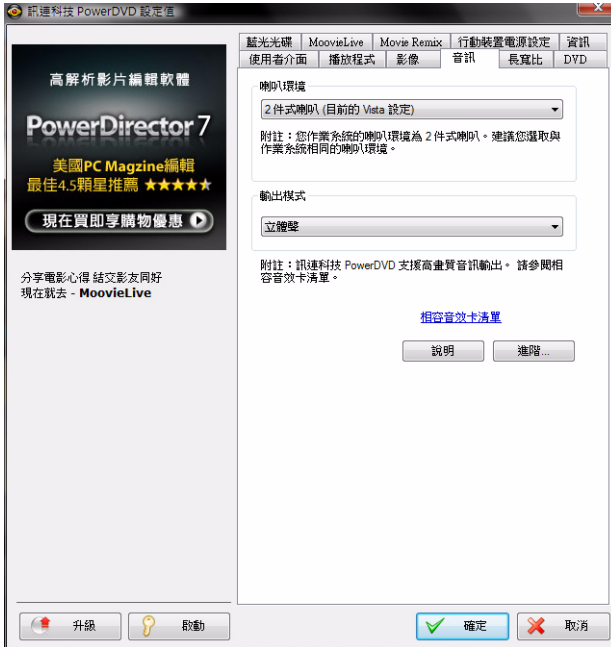 訊連科技 PowerDVD 設定值
高解析影片編輯軟體
PowerDirector 7
美國PC Magzine編輯
最佳4.5顆星推薦 ★★★★★
現在買即享購物優惠
分享電影心得 結交影友同好
現在就去 - MoovieLive
藍光光碟 MoovieLive Movie Remix 行動裝置電源設定 資訊
使用者介面 播放程式 影像 音訊 長寬比 DVD
喇叭環境
2 件式喇叭 (目前的 Vista 設定)
附註：您作業系統的喇叭環境為 2 件式喇叭。建議您選取與
作業系統相同的喇叭環境。
輸出模式
立體聲
附註：訊連科技 PowerDVD 支援高畫質音訊輸出。 請參閱相
容音效卡清單。
相容音效卡清單
說明 進階...
升級 啟動 確定 取消